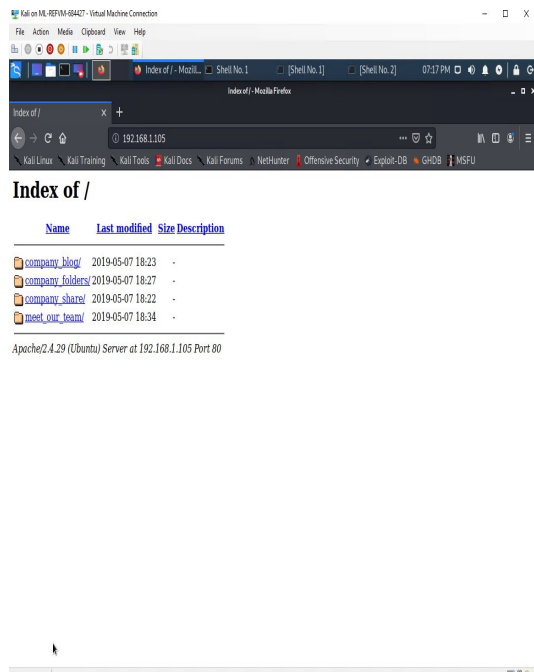 Kali on ML-REFVM-684427 - Virtual Machine Connection
File Action Media Clipboard View Help
Index of / - Mozill... Shell No. 1 [Shell No. 1] [Shell No. 2] 07:17 PM
Index of / - Mozilla Firefox
Index of /
192.168.1.105
Kali Linux Kali Training Kali Tools Kali Docs Kali Forums NetHunter Offensive Security Exploit-DB GHDB MSFU
Index of /
Name Last modified Size Description
company_blog/ 2019-05-07 18:23 -
company_folders/ 2019-05-07 18:27 -
company_share/ 2019-05-07 18:22 -
meet_our_team/ 2019-05-07 18:34 -
Apache/2.4.29 (Ubuntu) Server at 192.168.1.105 Port 80